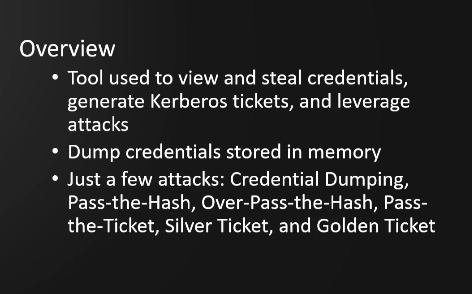 Overview
• Tool used to view and steal credentials,
generate Kerberos tickets, and leverage
attacks
• Dump credentials stored in memory
• Just a few attacks: Credential Dumping,
Pass-the-Hash, Over-Pass-the-Hash, Pass-
the-Ticket, Silver Ticket, and Golden Ticket